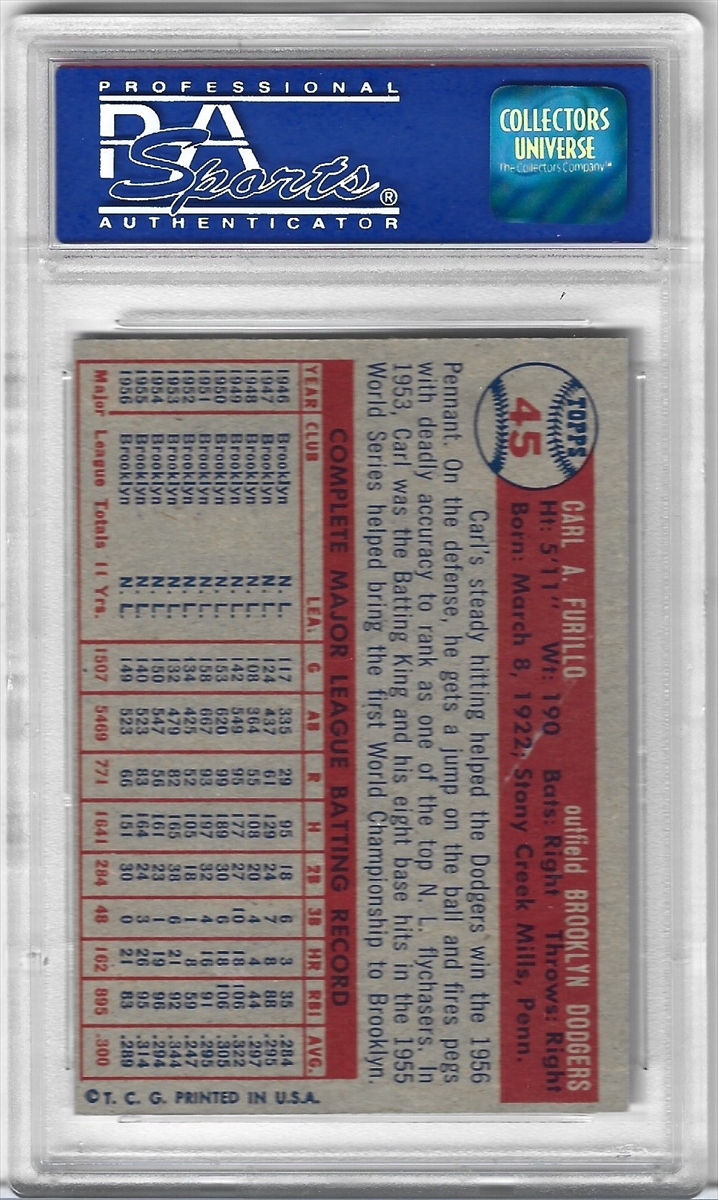 PROFESSIONAL
PSA
Sports®
AUTHENTICATOR
COLLECTORS
UNIVERSE
The Collectors Company™
TOPPS
45
CARL A. FURILLO outfield BROOKLYN DODGERS
Ht: 5'11" Wt: 190 Bats: Right Throws: Right
Born: March 8, 1922; Stony Creek Mills, Penn.
Carl's steady hitting helped the Dodgers win the 1956
Pennant. On the defense, he gets a jump on the ball and fires pegs
with deadly accuracy to rank as one of the top N. L. flychasers. In
1953, Carl was the Batting King and his eight base hits in the 1955
World Series helped bring the first World Championship to Brooklyn.
COMPLETE MAJOR LEAGUE BATTING RECORD
YEAR CLUB LEA. G AB R H 2B 3B HR RBI AVG.
1946 Brooklyn N. L. 117 335 29 95 18 6 3 35 .284
1947 Brooklyn N. L. 124 437 61 129 24 7 8 88 .295
1948 Brooklyn N. L. 108 364 55 108 20 4 4 44 .297
1949 Brooklyn N. L. 142 549 95 177 27 10 18 106 .322
1950 Brooklyn N. L. 153 620 99 189 30 6 18 106 .305
1951 Brooklyn N. L. 158 667 93 197 32 4 16 91 .295
1952 Brooklyn N. L. 134 425 52 105 18 1 8 59 .247
1953 Brooklyn N. L. 132 479 82 165 38 6 21 92 .344
1954 Brooklyn N. L. 150 547 56 161 23 1 19 96 .294
1955 Brooklyn N. L. 140 523 83 164 24 3 26 95 .314
1956 Brooklyn N. L. 149 523 66 151 30 0 21 83 .289
Major League Totals 11 Yrs. 1507 5469 771 1641 284 48 162 895 .300
©T. C. G. PRINTED IN U.S.A.